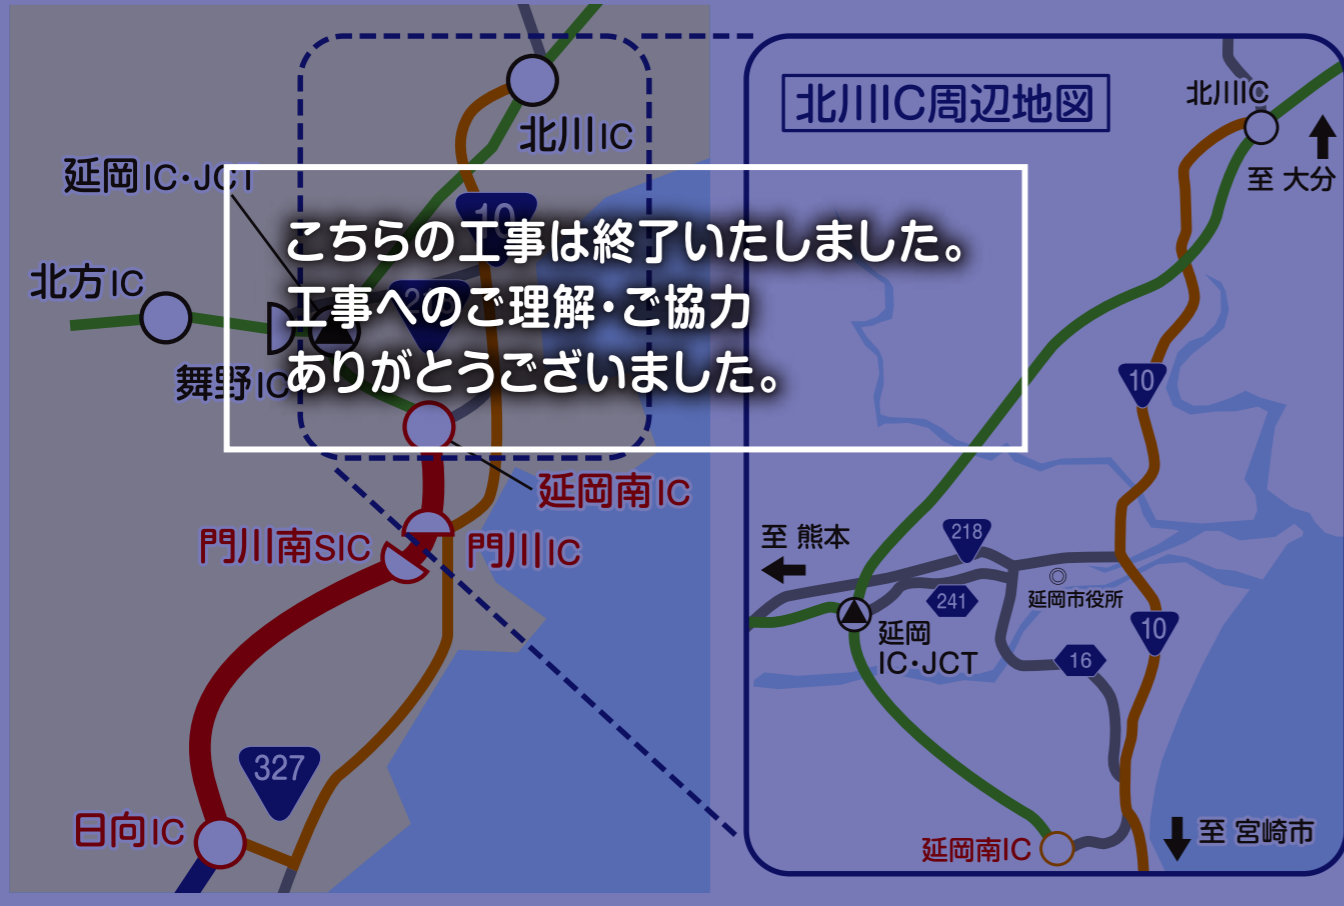 北川IC
延岡IC・JCT
10
北方IC
舞野IC
延岡南IC
門川南SIC
門川IC
327
日向IC
こちらの工事は終了いたしました。
工事へのご理解・ご協力
ありがとうございました。
北川IC周辺地図
北川IC
至 大分
10
至 熊本
218
241
延岡市役所
延岡
IC・JCT
10
16
延岡南IC
至 宮崎市